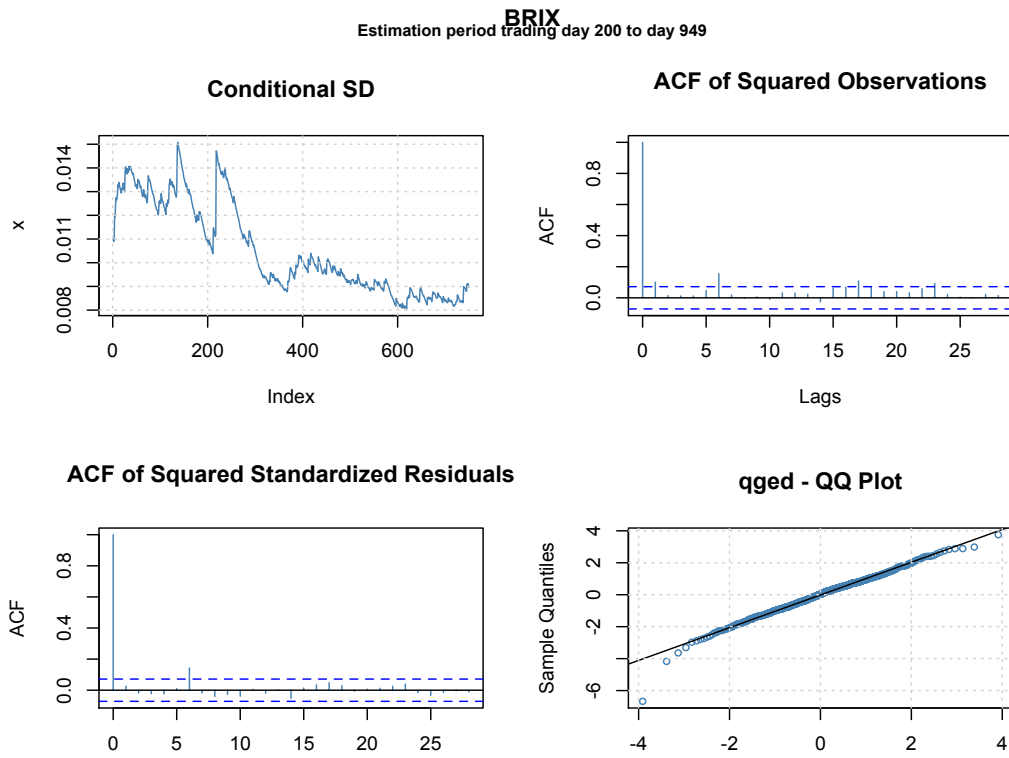 BRIX
Estimation period trading day 200 to day 949
Conditional SD
x
0.014
0.011
0.008
0 200 400 600
Index
ACF of Squared Observations
ACF
0.8
0.4
0.0
0 5 10 15 20 25
Lags
ACF of Squared Standardized Residuals
ACF
0.8
0.4
0.0
0 5 10 15 20 25
qged - QQ Plot
Sample Quantiles
4
2
0
-2
-6
-4 -2 0 2 4